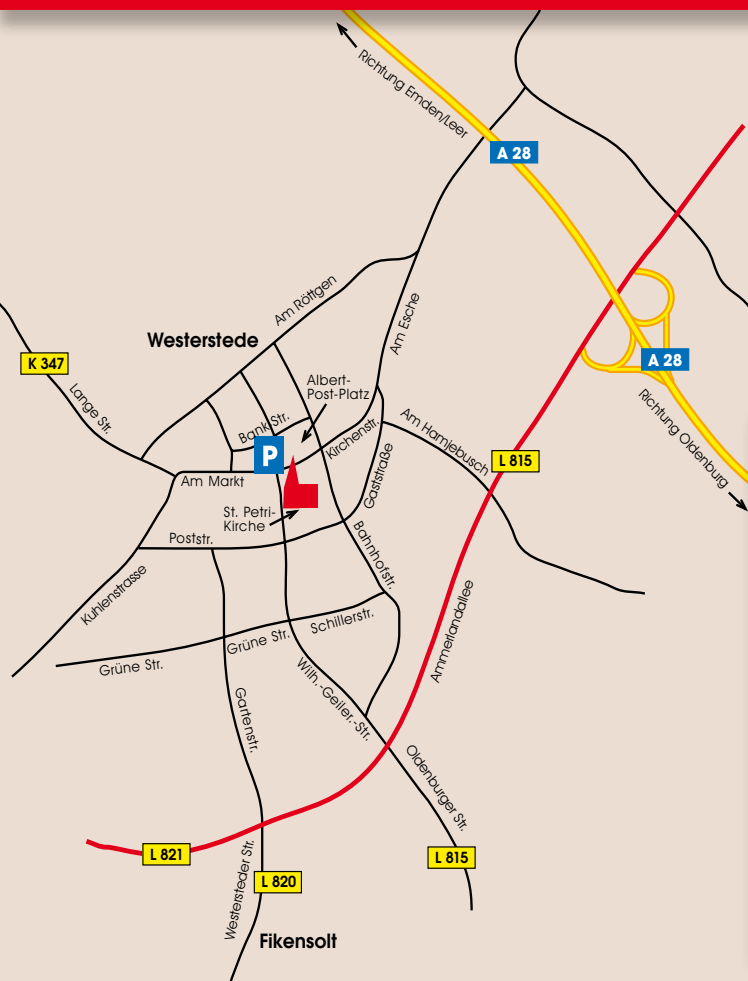 Richtung Emden/Leer
A 28
Am Röttgen
Westerstede
Am Esche
K 347
A 28
Lange Str.
Albert-
Post-Platz
Richtung Oldenburg
Bank Str.
Kirchenstr.
Am Hamjebusch
P
L 815
Am Markt
Gaststraße
St. Petri-
Kirche
Poststr.
Bahnhofstr.
Kuhlenstrasse
Ammerlandallee
Schillerstr.
Grüne Str.
Grüne Str.
Wilh.-Geiler.-Str.
Gartenstr.
Oldenburger Str.
L 821
L 815
Westersteder Str.
L 820
Fikensolt